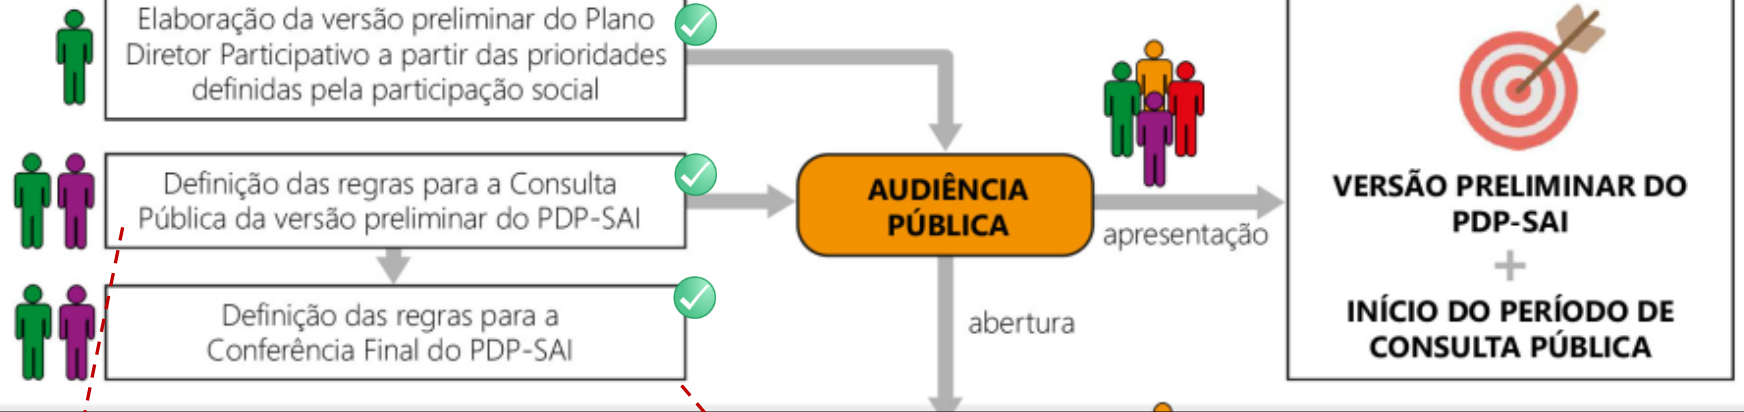 Elaboração da versão preliminar do Plano
Diretor Participativo a partir das prioridades
definidas pela participação social
Definição das regras para a Consulta
Pública da versão preliminar do PDP-SAI
Definição das regras para a
Conferência Final do PDP-SAI
AUDIÊNCIA
PÚBLICA
apresentação
abertura
VERSÃO PRELIMINAR DO
PDP-SAI
+
INÍCIO DO PERÍODO DE
CONSULTA PÚBLICA